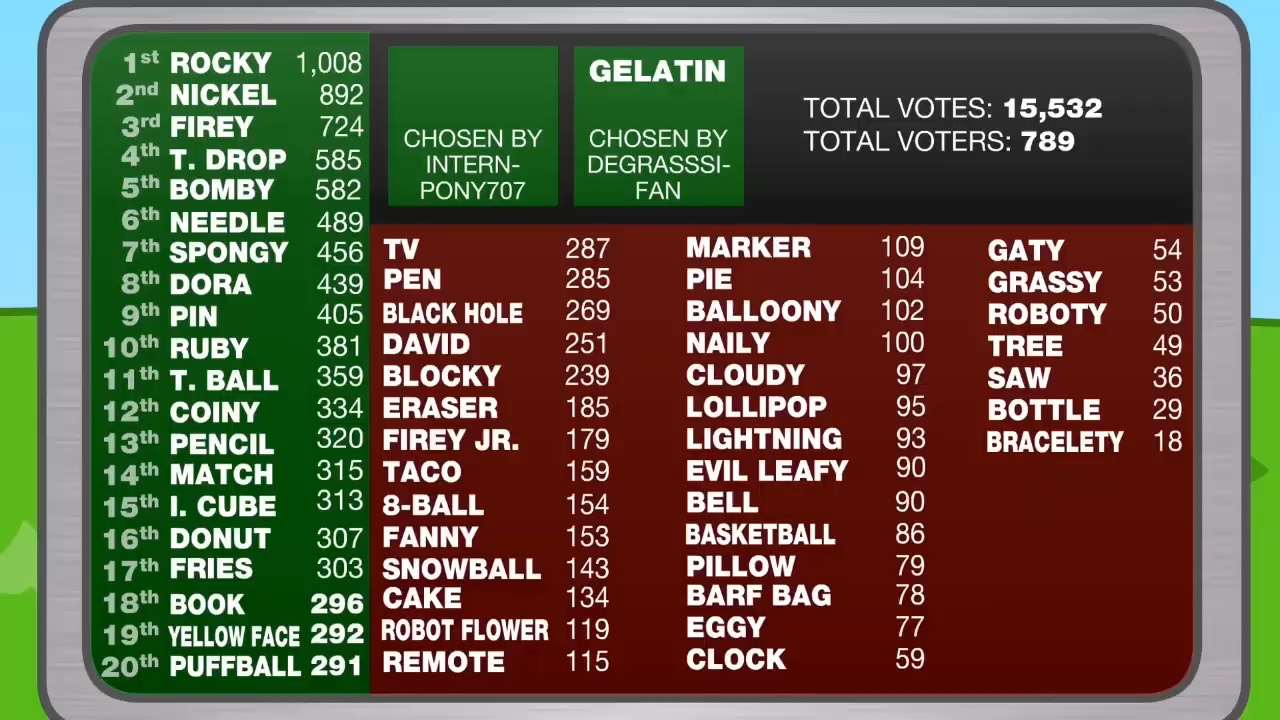 1st ROCKY 1,008
2nd NICKEL 892
3rd FIREY 724
4th T. DROP 585
5th BOMBY 582
6th NEEDLE 489
7th SPONGY 456
8th DORA 439
9th PIN 405
10th RUBY 381
11th T. BALL 359
12th COINY 334
13th PENCIL 320
14th MATCH 315
15th I. CUBE 313
16th DONUT 307
17th FRIES 303
18th BOOK 296
19th YELLOW FACE 292
20th PUFFBALL 291
CHOSEN BY
INTERN-
PONY707
GELATIN
CHOSEN BY
DEGRASSSI-
FAN
TOTAL VOTES: 15,532
TOTAL VOTERS: 789
TV 287
PEN 285
BLACK HOLE 269
DAVID 251
BLOCKY 239
ERASER 185
FIREY JR. 179
TACO 159
8-BALL 154
FANNY 153
SNOWBALL 143
CAKE 134
ROBOT FLOWER 119
REMOTE 115
MARKER 109
PIE 104
BALLOONY 102
NAILY 100
CLOUDY 97
LOLLIPOP 95
LIGHTNING 93
EVIL LEAFY 90
BELL 90
BASKETBALL 86
PILLOW 79
BARF BAG 78
EGGY 77
CLOCK 59
GATY 54
GRASSY 53
ROBOTY 50
TREE 49
SAW 36
BOTTLE 29
BRACELETY 18